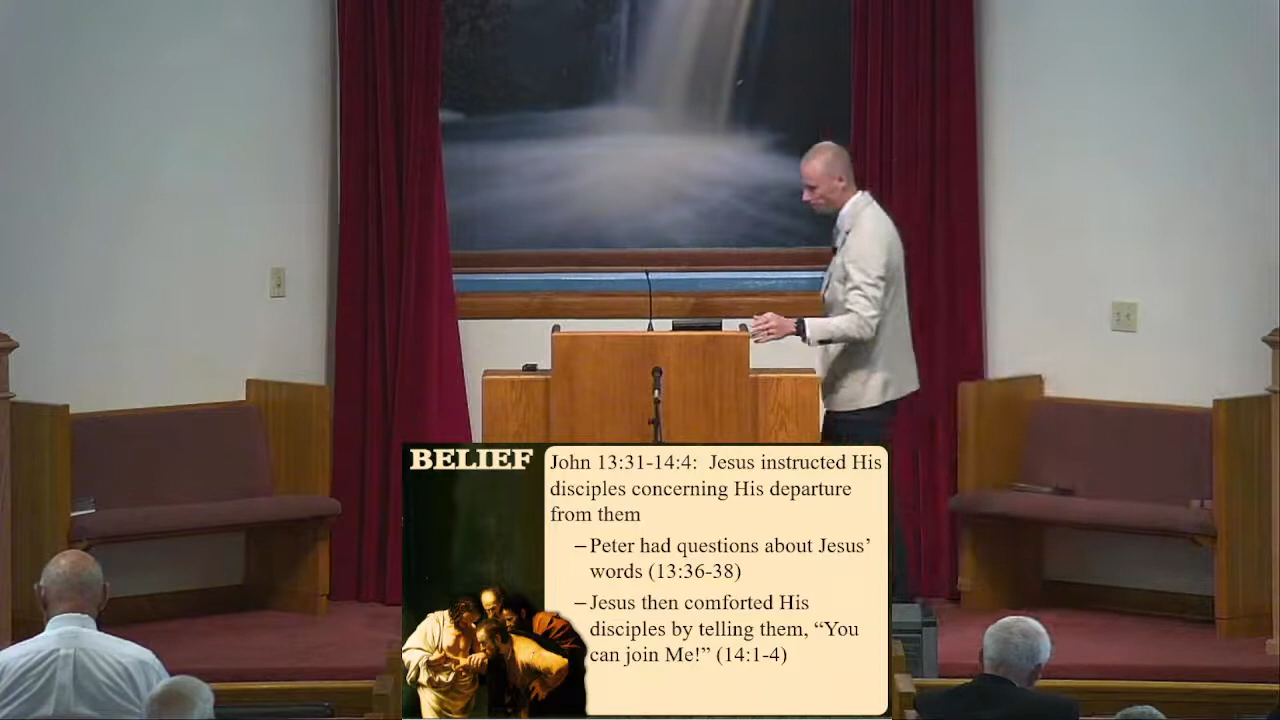 BELIEF
John 13:31-14:4: Jesus instructed His
disciples concerning His departure
from them
– Peter had questions about Jesus’
words (13:36-38)
– Jesus then comforted His
disciples by telling them, “You
can join Me!” (14:1-4)